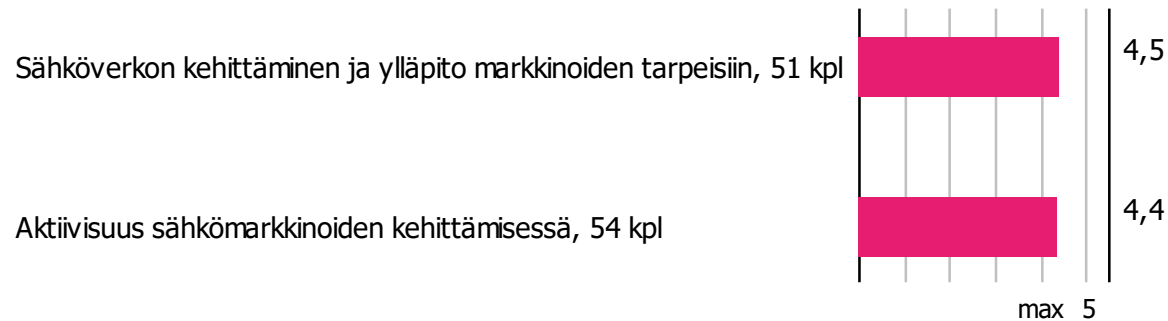 Sähköverkon kehittäminen ja ylläpito markkinoiden tarpeisiin, 51 kpl 4,5
Aktiivisuus sähkömarkkinoiden kehittämisessä, 54 kpl 4,4
max 5